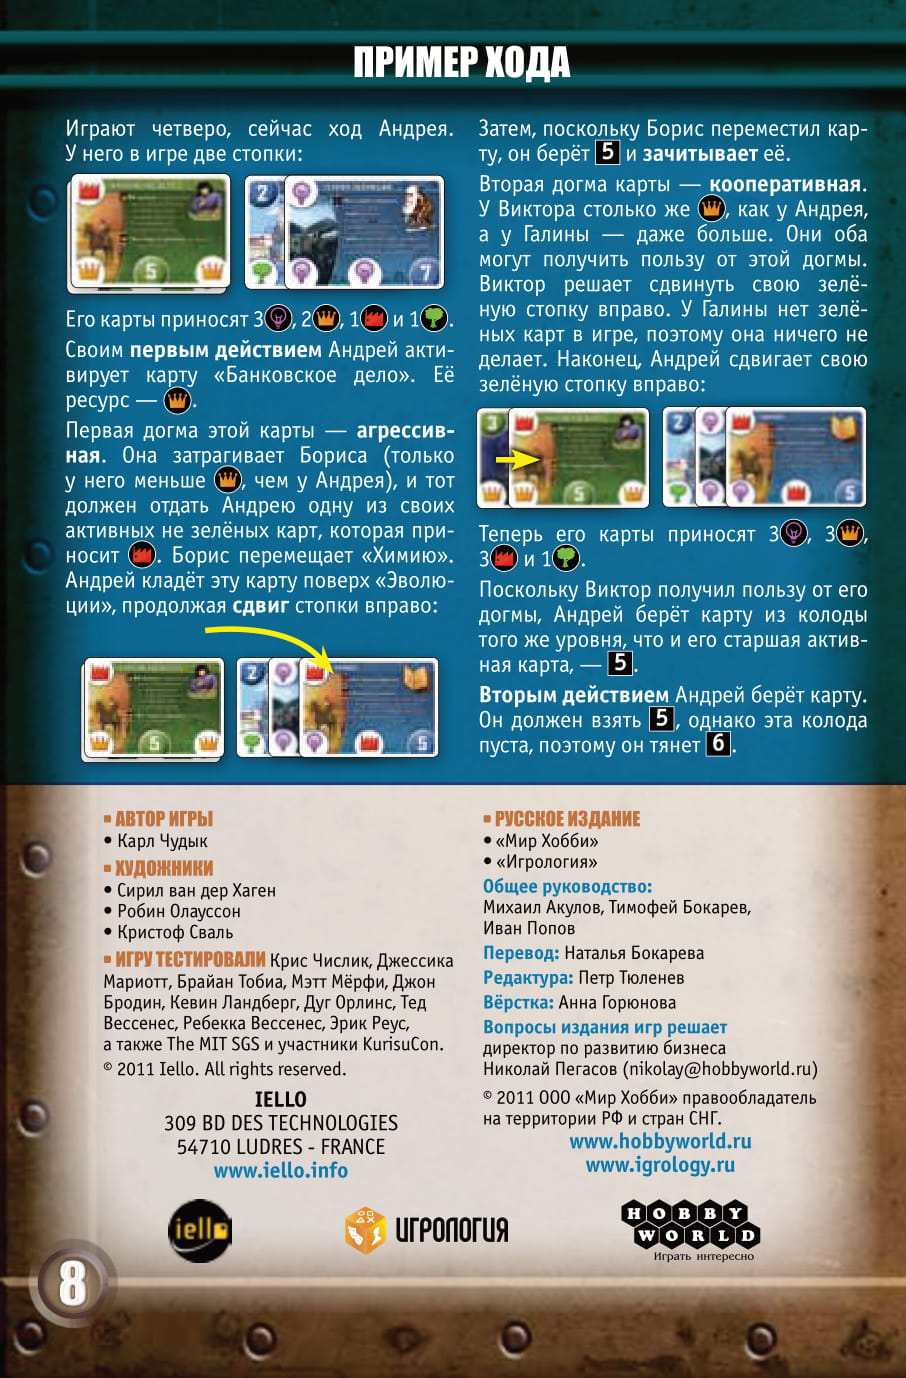 ПРИМЕР ХОДА
Играют четверо, сейчас ход Андрея.
У него в игре две стопки:
5
7
7
Его карты приносят 3, 2, 1 и 1.
Своим первым действием Андрей акти-
вирует карту «Банковское дело». Её
ресурс — .
Первая догма этой карты — агрессив-
ная. Она затрагивает Бориса (только
у него меньше , чем у Андрея), и тот
должен отдать Андрею одну из своих
активных не зелёных карт, которая при-
носит . Борис перемещает «Химию».
Андрей кладёт эту карту поверх «Эволю-
ции», продолжая сдвиг стопки вправо:
5
2
5
Затем, поскольку Борис переместил кар-
ту, он берёт 5 и зачитывает её.
Вторая догма карты — кооперативная.
У Виктора столько же , как у Андрея,
а у Галины — даже больше. Они оба
могут получить пользу от этой догмы.
Виктор решает сдвинуть свою зелё-
ную стопку вправо. У Галины нет зелё-
ных карт в игре, поэтому она ничего не
делает. Наконец, Андрей сдвигает свою
зелёную стопку вправо:
3
5
2
5
Теперь его карты приносят 3, 3,
3 и 1.
Поскольку Виктор получил пользу от его
догмы, Андрей берёт карту из колоды
того же уровня, что и его старшая актив-
ная карта, — 5.
Вторым действием Андрей берёт карту.
Он должен взять 5, однако эта колода
пуста, поэтому он тянет 6.
АВТОР ИГРЫ
• Карл Чудык
ХУДОЖНИКИ
• Сирил ван дер Хаген
• Робин Олауссон
• Кристоф Сваль
ИГРУ ТЕСТИРОВАЛИ Крис Числик, Джессика
Мариотт, Брайан Тобиа, Мэтт Мёрфи, Джон
Бродин, Кевин Ландберг, Дуг Орлинс, Тед
Вессенес, Ребекка Вессенес, Эрик Реус,
а также The MIT SGS и участники KurisuCon.
© 2011 Iello. All rights reserved.
IELLO
309 BD DES TECHNOLOGIES
54710 LUDRES - FRANCE
www.iello.info
РУССКОЕ ИЗДАНИЕ
• «Мир Хобби»
• «Игрология»
Общее руководство:
Михаил Акулов, Тимофей Бокарев,
Иван Попов
Перевод: Наталья Бокарева
Редактура: Петр Тюленев
Вёрстка: Анна Горюнова
Вопросы издания игр решает
директор по развитию бизнеса
Николай Пегасов (nikolay@hobbyworld.ru)
© 2011 ООО «Мир Хобби» правообладатель
на территории РФ и стран СНГ.
www.hobbyworld.ru
www.igrology.ru
iello
ИГРОЛОГИЯ
HOBBY
WORLD
Играть интересно
8